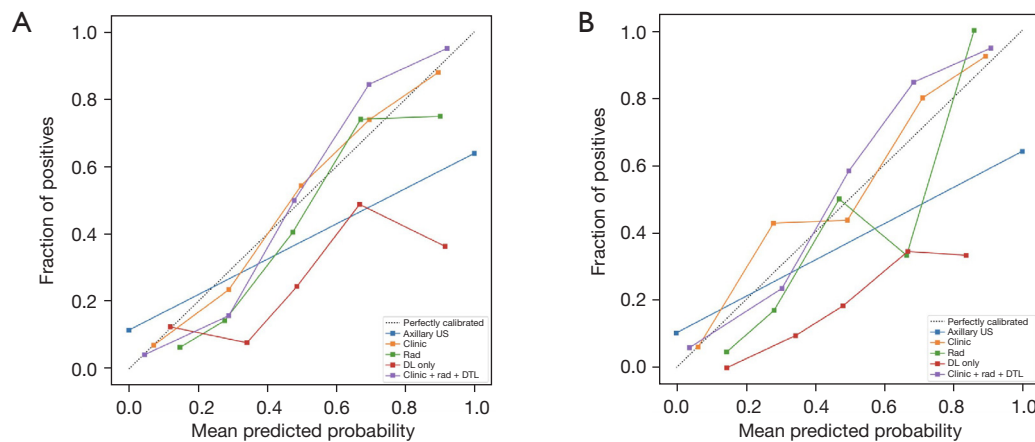 A
1.0
0.8
0.6
0.4
0.2
0.0
Fraction of positives
Perfectly calibrated
Axillary US
Clinic
Rad
DL only
Clinic + rad + DTL
0.0 0.2 0.4 0.6 0.8 1.0
Mean predicted probability
B
1.0
0.8
0.6
0.4
0.2
0.0
Fraction of positives
Perfectly calibrated
Axillary US
Clinic
Rad
DL only
Clinic + rad + DTL
0.0 0.2 0.4 0.6 0.8 1.0
Mean predicted probability